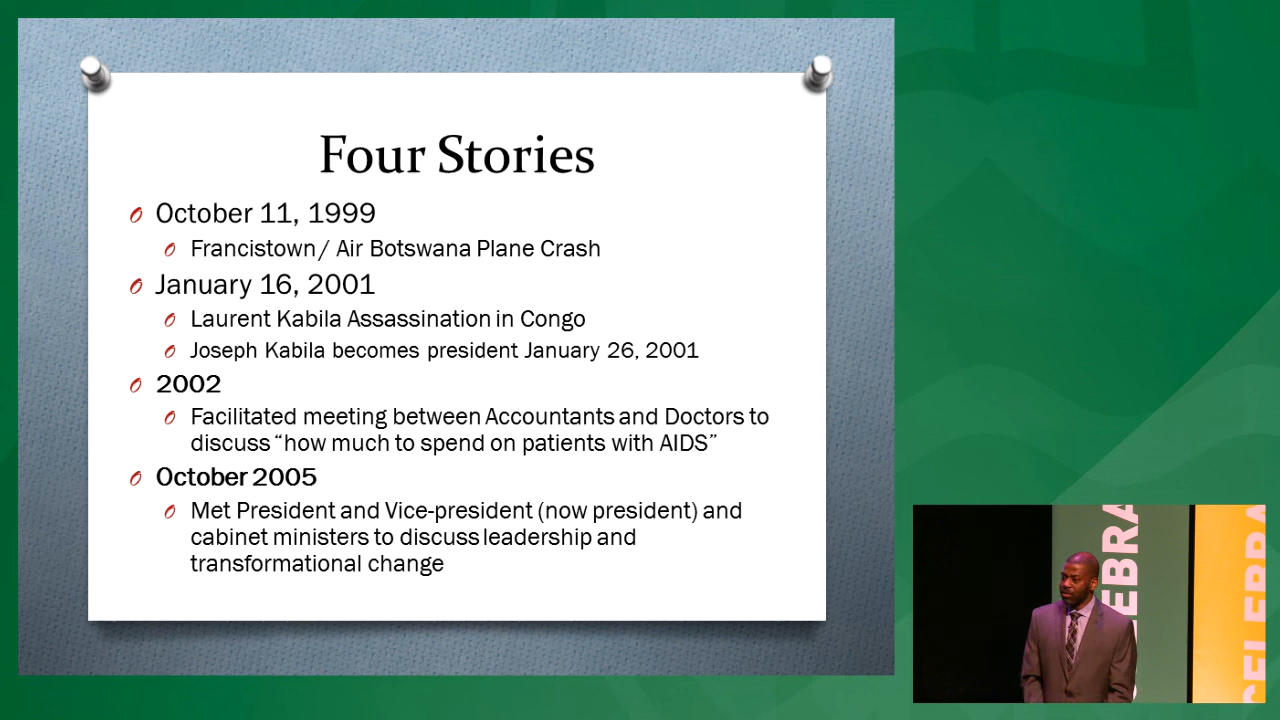 Four Stories
October 11, 1999
Francistown/ Air Botswana Plane Crash
January 16, 2001
Laurent Kabila Assassination in Congo
Joseph Kabila becomes president January 26, 2001
2002
Facilitated meeting between Accountants and Doctors to
discuss “how much to spend on patients with AIDS”
October 2005
Met President and Vice-president (now president) and
cabinet ministers to discuss leadership and
transformational change
CELEBRA